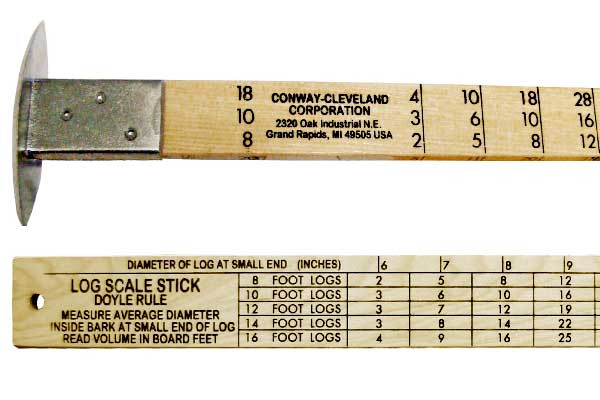 18 CONWAY-CLEVELAND 4 10 18 28
CORPORATION
10 2320 Oak Industrial N.E. 3 6 10 16
8 Grand Rapids, MI 49505 USA 2 5 8 12
DIAMETER OF LOG AT SMALL END (INCHES) 6 7 8 9
LOG SCALE STICK
DOYLE RULE
MEASURE AVERAGE DIAMETER
INSIDE BARK AT SMALL END OF LOG
READ VOLUME IN BOARD FEET
8 FOOT LOGS 2 5 8 12
10 FOOT LOGS 3 6 10 16
12 FOOT LOGS 3 7 12 19
14 FOOT LOGS 3 8 14 22
16 FOOT LOGS 4 9 16 25